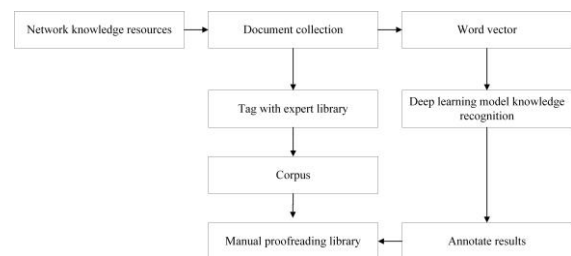 Network knowledge resources
Document collection
Word vector
Tag with expert library
Deep learning model knowledge
recognition
Corpus
Manual proofreading library
Annotate results